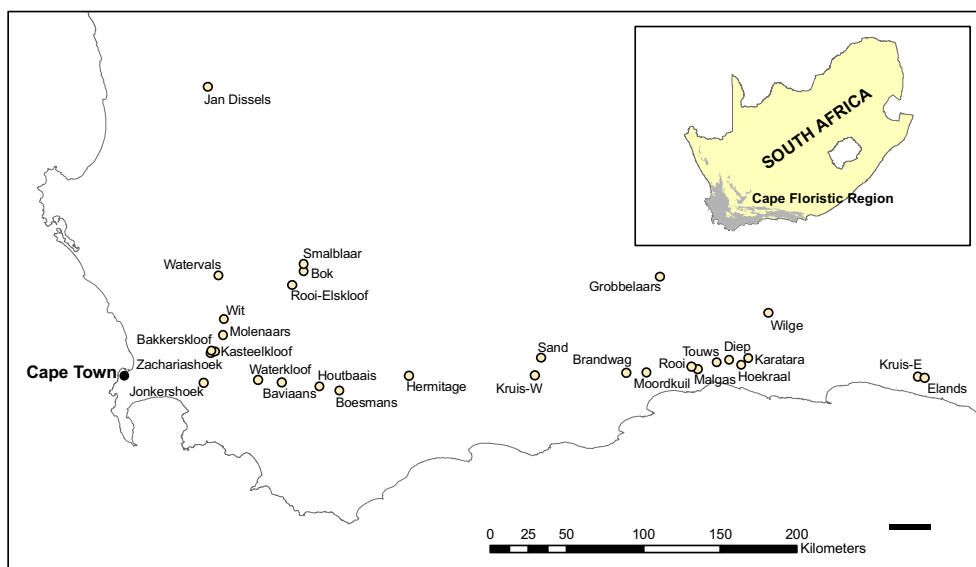 Jan Dissels
SOUTH AFRICA
Cape Floristic Region
Smalblaar
Watervals
Bok
Grobbelaars
Rooi-Elskloof
Wit
Wilge
Molenaars
Bakkerskloof
Kasteelkloof
Zachariashoek
Sand
Diep
Touws
Brandwag
Rooi
Karatara
Cape Town
Waterkloof
Houtbaais
Kruis-E
Jonkershoek
Baviaans
Hermitage
Kruis-W
Moordkuil
Malgas
Hoekraal
Elands
Boesmans
0 25 50 100 150 200
Kilometers